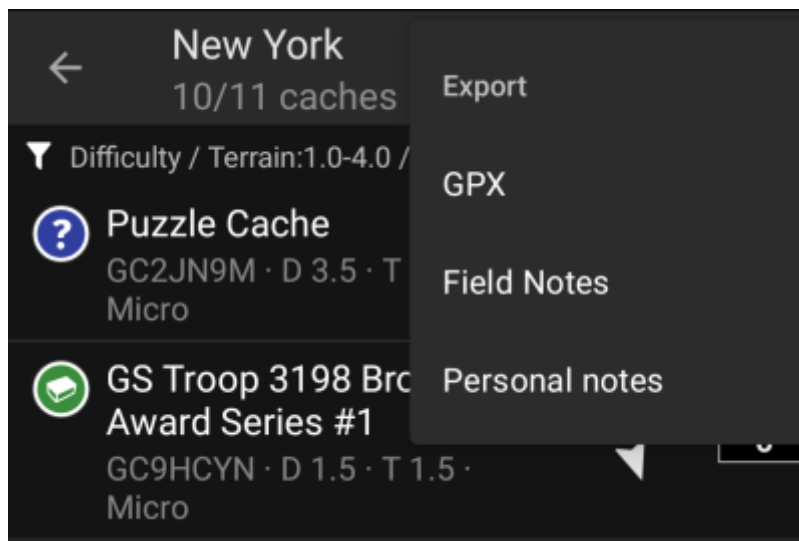 New York
10/11 caches
Difficulty / Terrain:1.0-4.0 /
?
Puzzle Cache
GC2JN9M · D 3.5 · T
Micro
GS Troop 3198 Bro
Award Series #1
GC9HCYN · D 1.5 · T 1.5 ·
Micro
Export
GPX
Field Notes
Personal notes